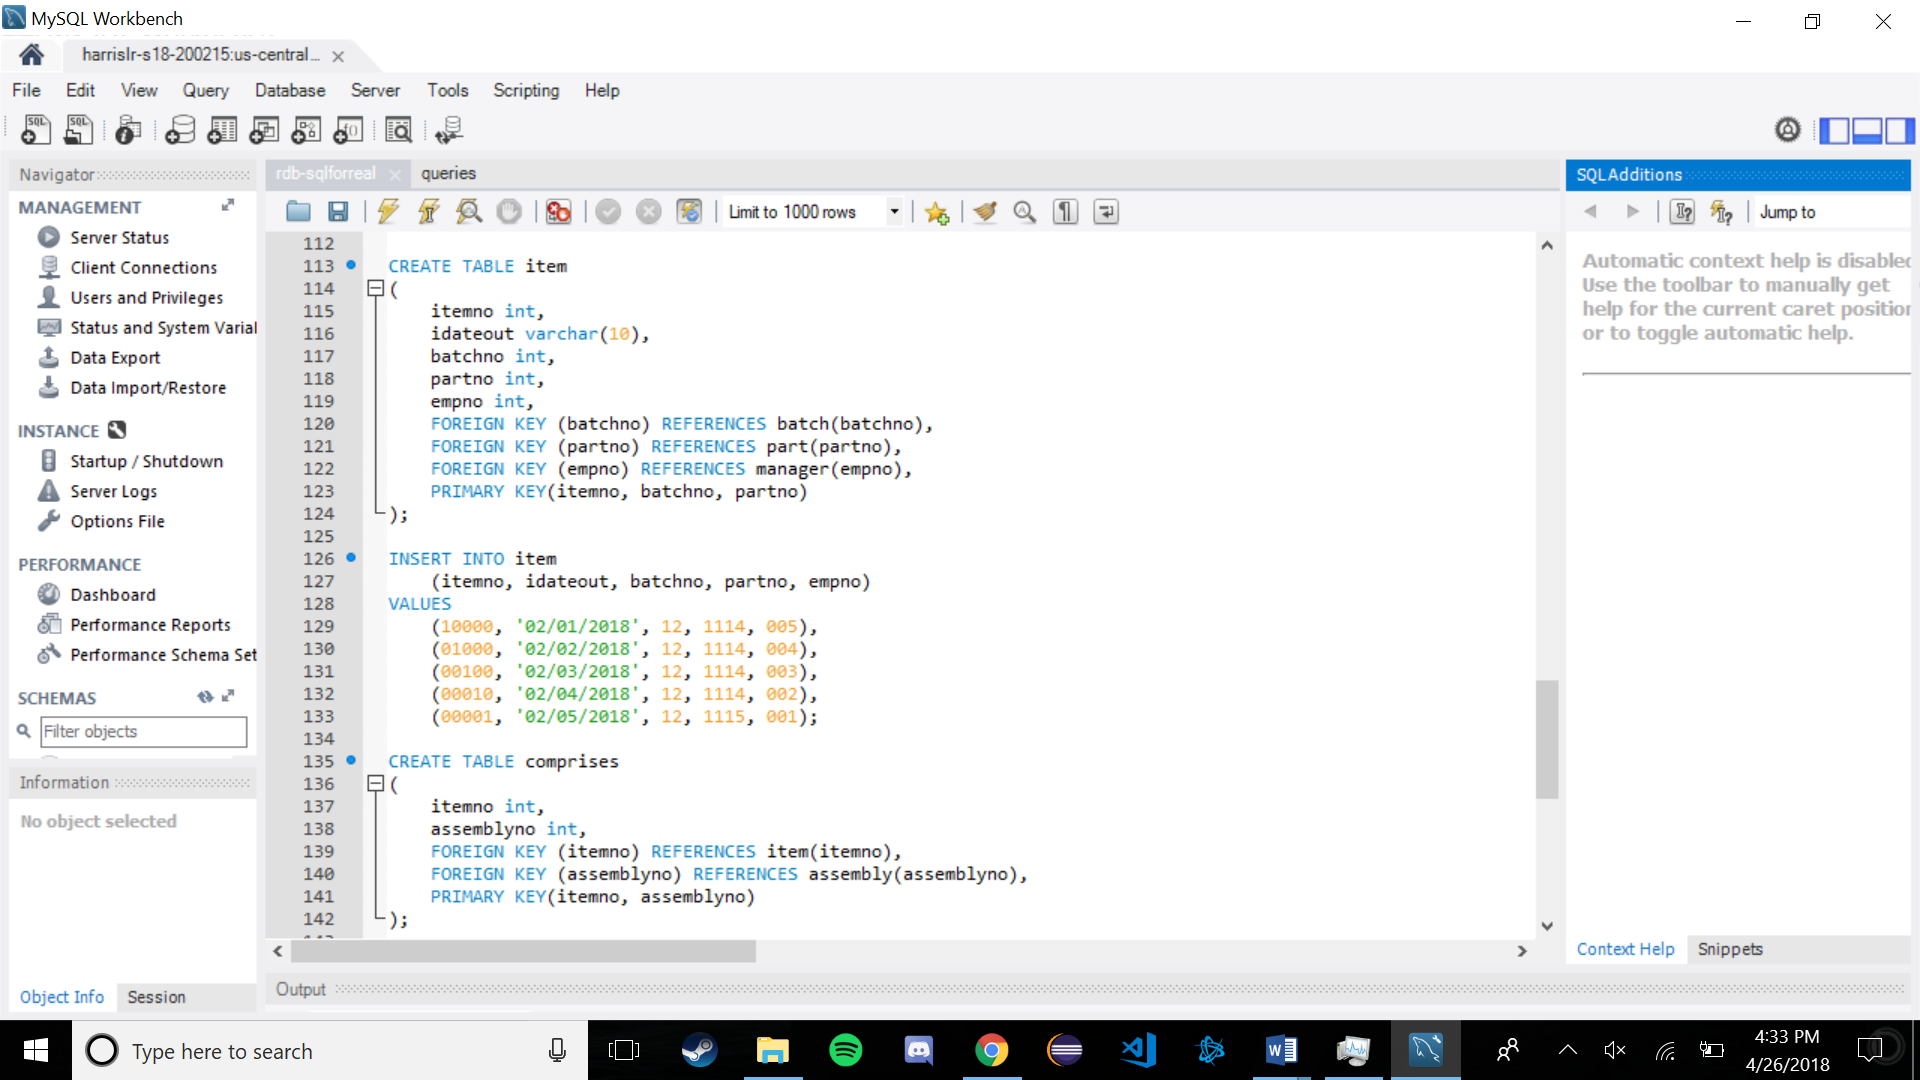 MySQL Workbench
harrislr-s18-200215:us-central...
File Edit View Query Database Server Tools Scripting Help
Navigator
MANAGEMENT
Server Status
Client Connections
Users and Privileges
Status and System Varial
Data Export
Data Import/Restore
INSTANCE
Startup / Shutdown
Server Logs
Options File
PERFORMANCE
Dashboard
Performance Reports
Performance Schema Set
SCHEMAS
Filter objects
Information
No object selected
Object Info Session
rdb-sqlforreal queries
Limit to 1000 rows
112
113 CREATE TABLE item
114 (
115 itemno int,
116 idateout varchar(10),
117 batchno int,
118 partno int,
119 empno int,
120 FOREIGN KEY (batchno) REFERENCES batch(batchno),
121 FOREIGN KEY (partno) REFERENCES part(partno),
122 FOREIGN KEY (empno) REFERENCES manager(empno),
123 PRIMARY KEY(itemno, batchno, partno)
124 );
125
126 INSERT INTO item
127 (itemno, idateout, batchno, partno, empno)
128 VALUES
129 (10000, '02/01/2018', 12, 1114, 005),
130 (01000, '02/02/2018', 12, 1114, 004),
131 (00100, '02/03/2018', 12, 1114, 003),
132 (00010, '02/04/2018', 12, 1114, 002),
133 (00001, '02/05/2018', 12, 1115, 001);
134
135 CREATE TABLE comprises
136 (
137 itemno int,
138 assemblyno int,
139 FOREIGN KEY (itemno) REFERENCES item(itemno),
140 FOREIGN KEY (assemblyno) REFERENCES assembly(assemblyno),
141 PRIMARY KEY(itemno, assemblyno)
142 );
Output
SQLAdditions
Jump to
Automatic context help is disabled
Use the toolbar to manually get
help for the current caret position
or to toggle automatic help.
Context Help Snippets
Type here to search
4:33 PM
4/26/2018